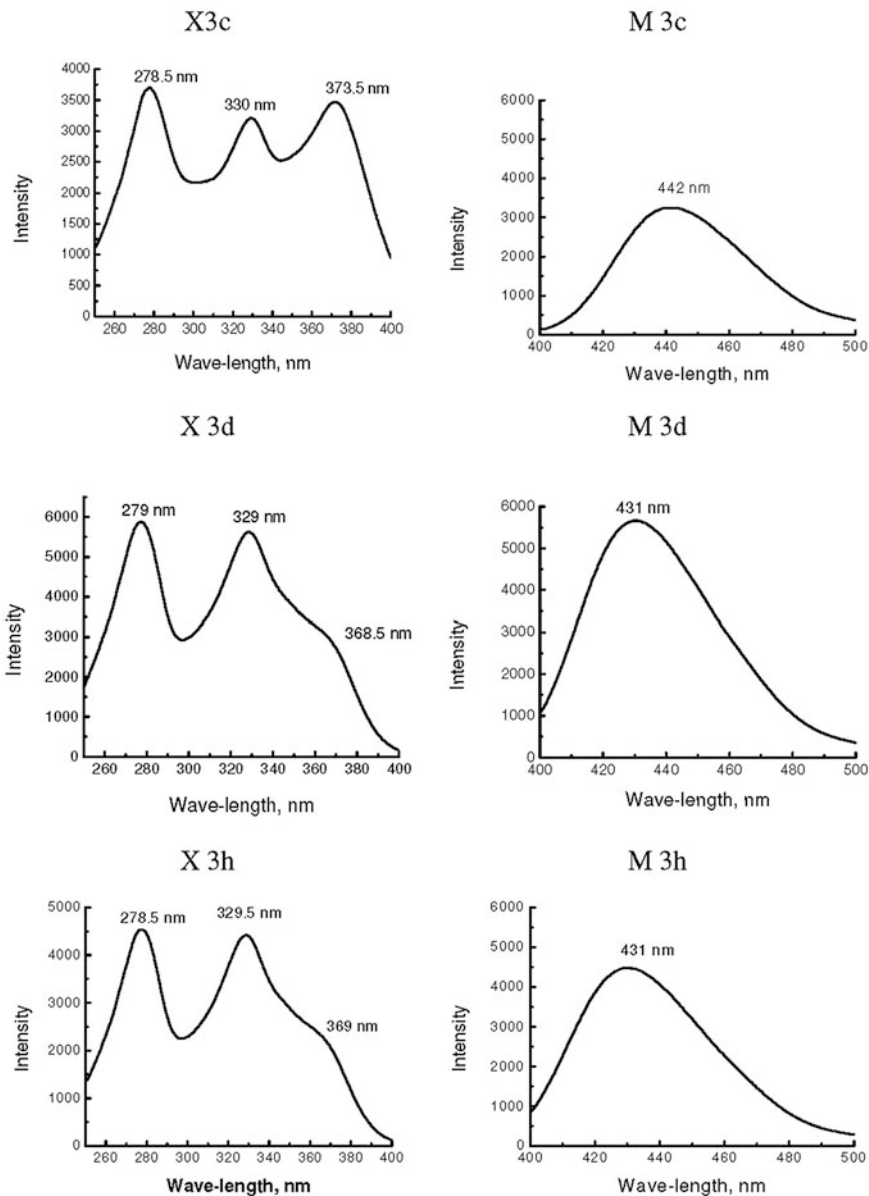 X3c
278.5 nm
330 nm
373.5 nm
4000
3500
3000
2500
2000
1500
1000
500
0
Intensity
260 280 300 320 340 360 380 400
Wave-length, nm
M 3c
442 nm
6000
5000
4000
3000
2000
1000
0
Intensity
400 420 440 460 480 500
Wave-length, nm
X 3d
279 nm
329 nm
368.5 nm
6000
5000
4000
3000
2000
1000
0
Intensity
260 280 300 320 340 360 380 400
Wave-length, nm
M 3d
431 nm
6000
5000
4000
3000
2000
1000
0
Intensity
400 420 440 460 480 500
Wave-length, nm
X 3h
278.5 nm
329.5 nm
369 nm
5000
4000
3000
2000
1000
0
Intensity
260 280 300 320 340 360 380 400
Wave-length, nm
M 3h
431 nm
6000
5000
4000
3000
2000
1000
0
Intensity
400 420 440 460 480 500
Wave-length, nm